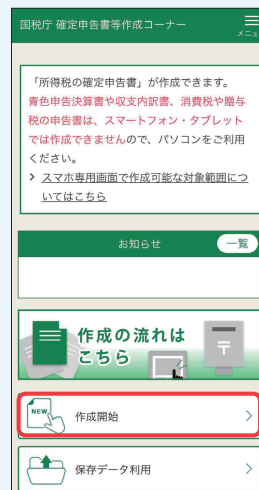 国税庁 確定申告書等作成コーナー
「所得税の確定申告書」が作成できます。
青色申告決算書や収支内訳書、消費税や贈与
税の申告書は、スマートフォン・タブレット
では作成できませんので、パソコンをご利用
ください。
> スマホ専用画面で作成可能な対象範囲につ
いてはこちら
お知らせ
一覧
作成の流れは
こちら
〒
NEW
作成開始
保存データ利用